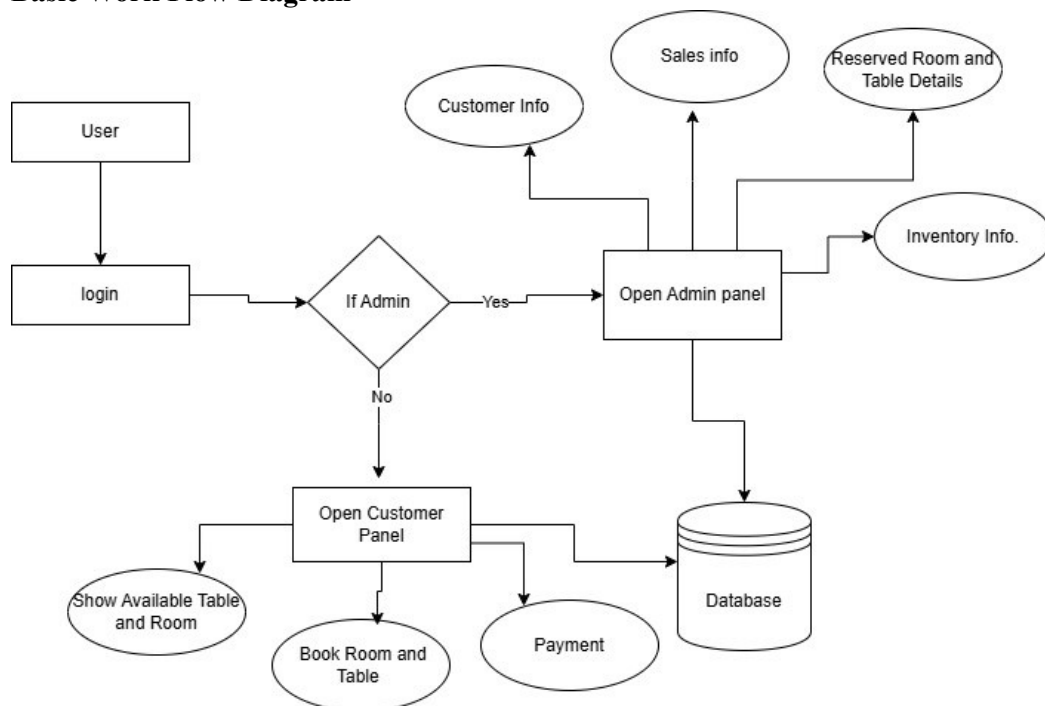 Basic Work Flow Diagram
Sales info
Reserved Room and
Table Details
Customer Info
User
Inventory Info.
login
If Admin
Yes
Open Admin panel
No
Open Customer
Panel
Show Available Table
and Room
Database
Book Room and
Table
Payment